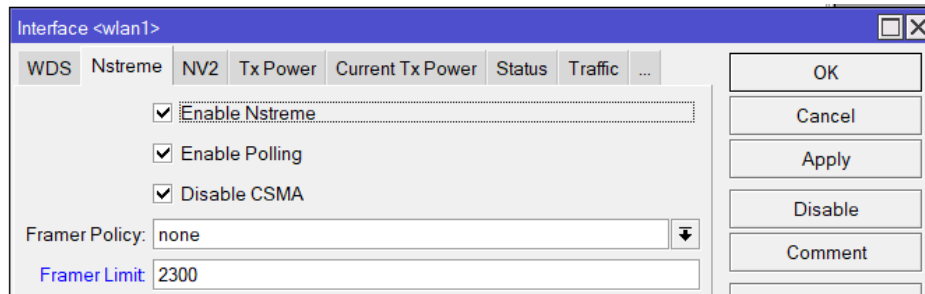 Interface <wlan1>
WDS Nstreme NV2 Tx Power Current Tx Power Status Traffic ...
Enable Nstreme
Enable Polling
Disable CSMA
Framer Policy: none
Framer Limit: 2300
OK
Cancel
Apply
Disable
Comment